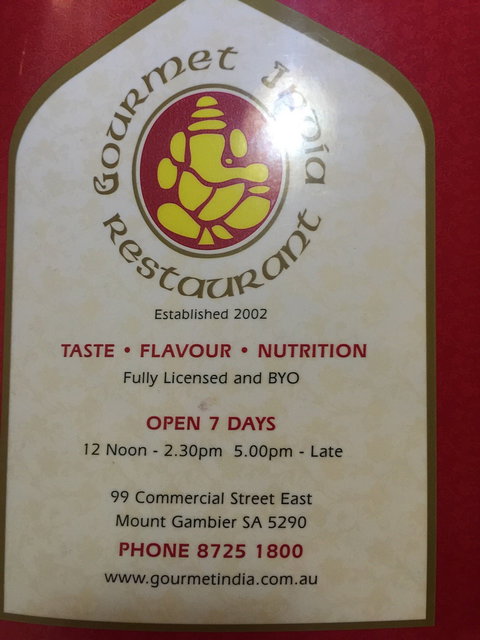 Gourmet India
Restaurant
Established 2002
TASTE • FLAVOUR • NUTRITION
Fully Licensed and BYO
OPEN 7 DAYS
12 Noon - 2.30pm 5.00pm - Late
99 Commercial Street East
Mount Gambier SA 5290
PHONE 8725 1800
www.gourmetindia.com.au